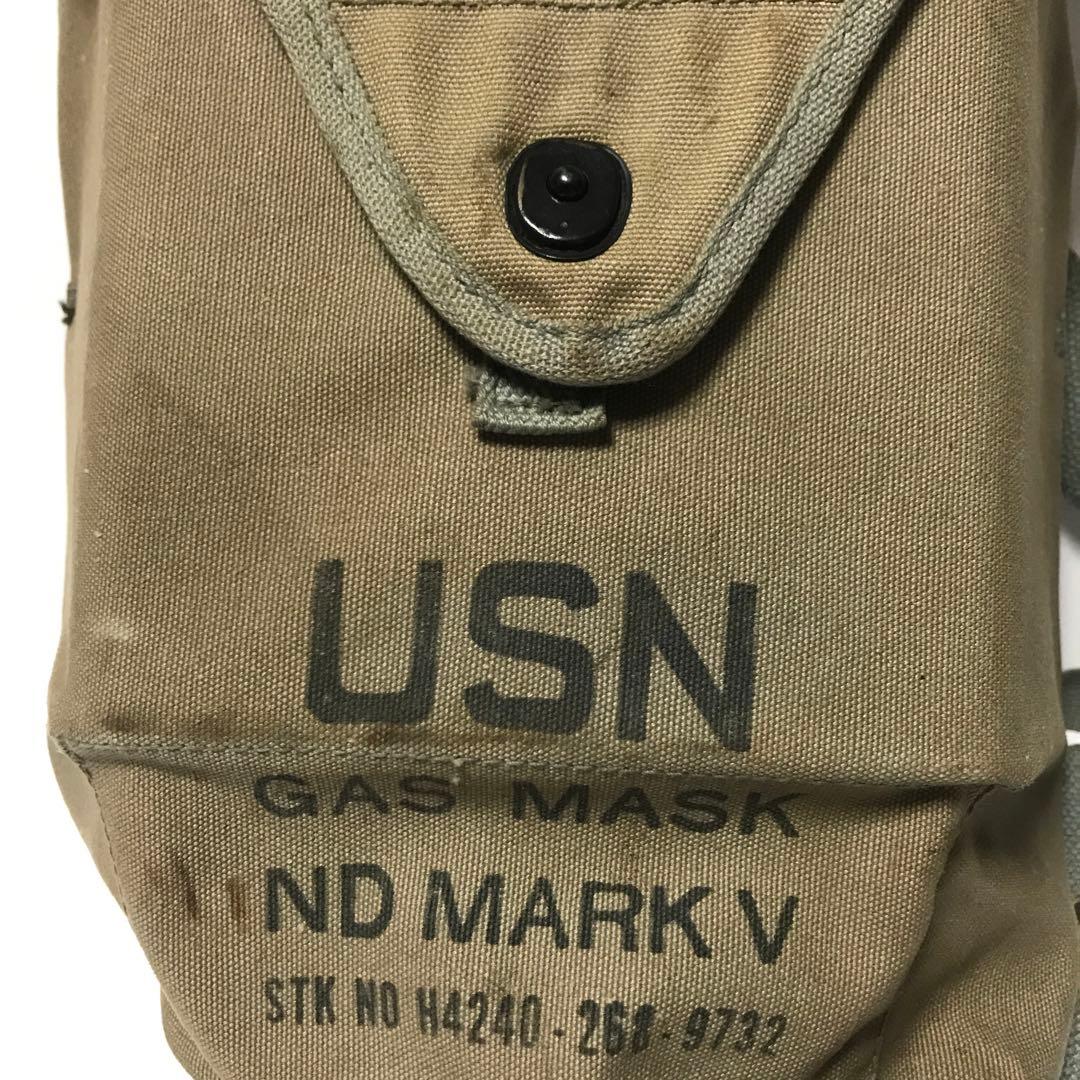 USN
GAS MASK
ND MARK V
STK NO H4240-268-9732